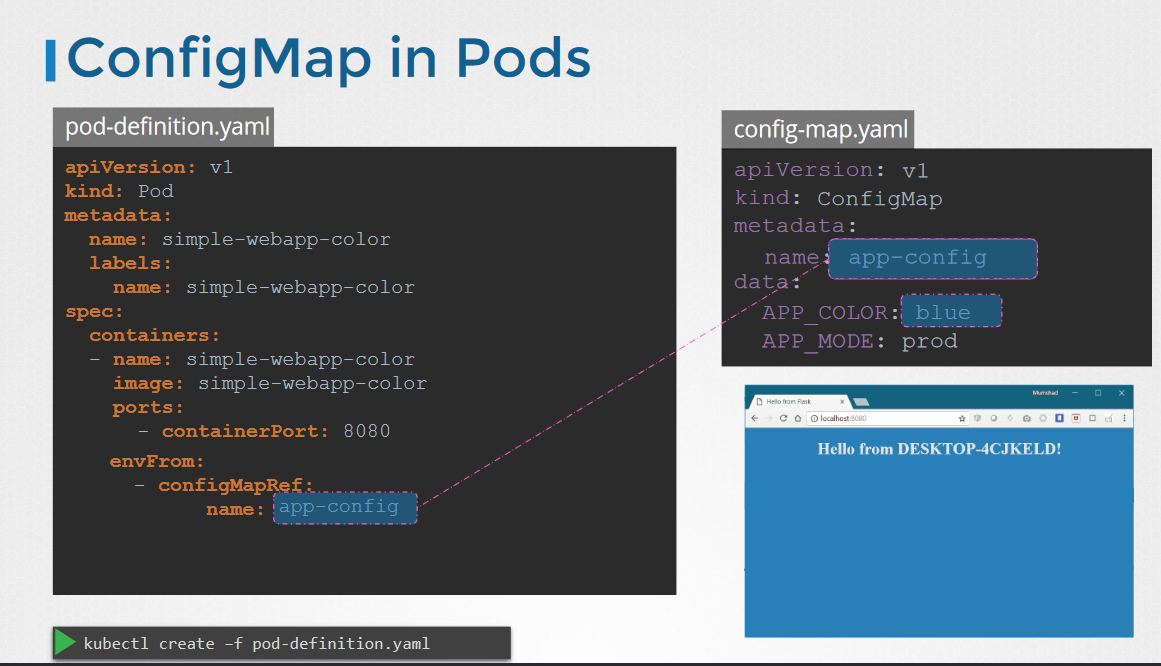 ConfigMap in Pods
pod-definition.yaml
apiVersion: v1
kind: Pod
metadata:
  name: simple-webapp-color
  labels:
    name: simple-webapp-color
spec:
  containers:
  - name: simple-webapp-color
    image: simple-webapp-color
    ports:
      - containerPort: 8080
    envFrom:
      - configMapRef:
            name: app-config
kubectl create –f pod-definition.yaml
config-map.yaml
apiVersion: v1
kind: ConfigMap
metadata:
  name: app-config
data:
  APP_COLOR: blue
  APP_MODE: prod
Mumshad
Hello from Flask
localhost:8080
Hello from DESKTOP-4CJKELD!